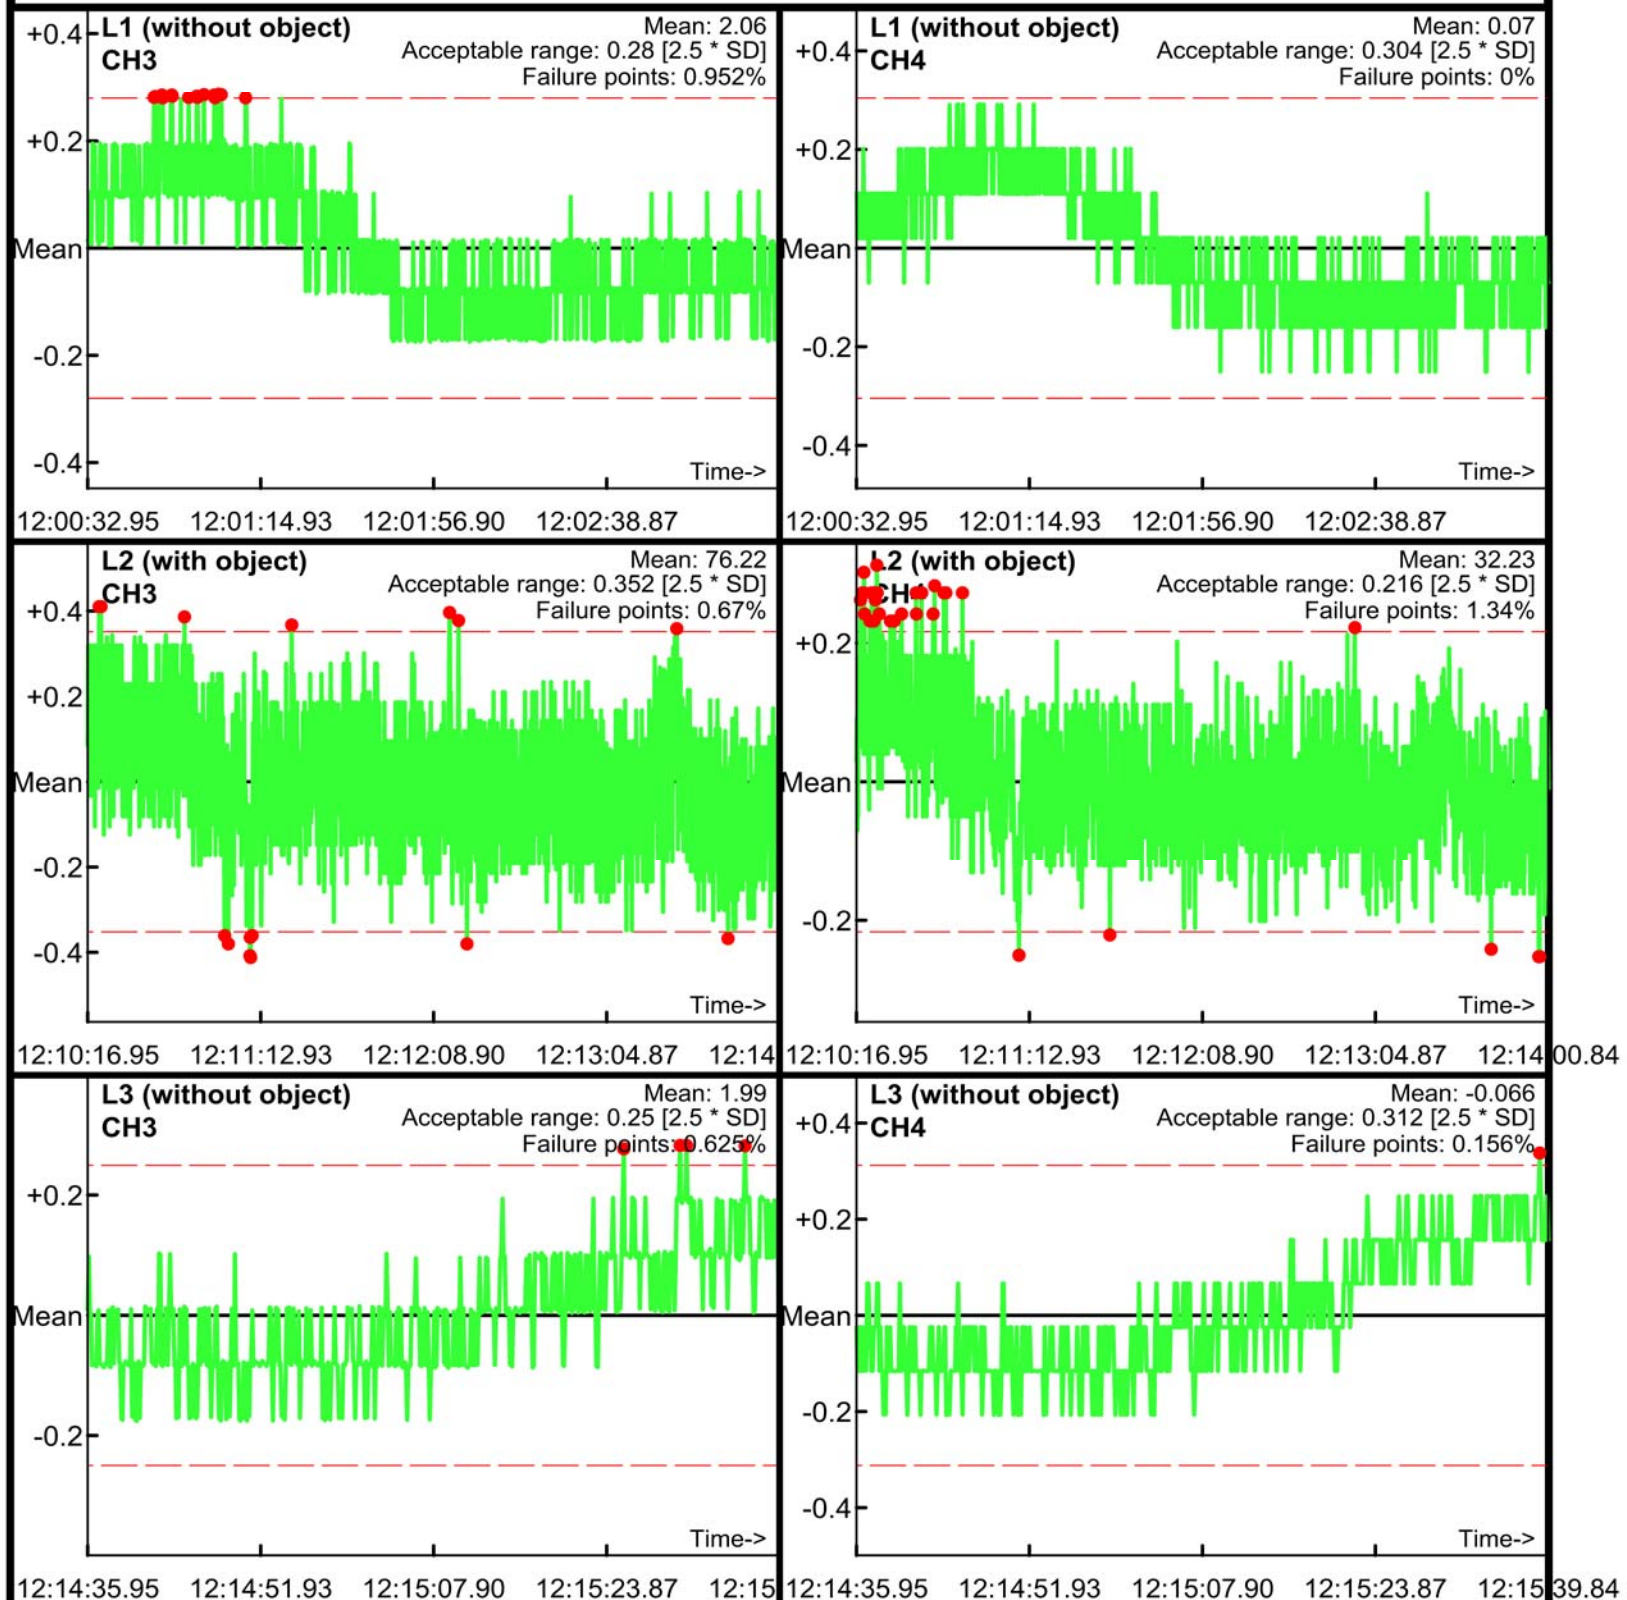 L1 (without object)
CH3
Mean: 2.06
Acceptable range: 0.28 [2.5 * SD]
Failure points: 0.952%
+0.4
+0.2
Mean
-0.2
-0.4
Time->
12:00:32.95 12:01:14.93 12:01:56.90 12:02:38.87
L1 (without object)
CH4
Mean: 0.07
Acceptable range: 0.304 [2.5 * SD]
Failure points: 0%
+0.4
+0.2
Mean
-0.2
-0.4
Time->
12:00:32.95 12:01:14.93 12:01:56.90 12:02:38.87
L2 (with object)
CH3
Mean: 76.22
Acceptable range: 0.352 [2.5 * SD]
Failure points: 0.67%
+0.4
+0.2
Mean
-0.2
-0.4
Time->
12:10:16.95 12:11:12.93 12:12:08.90 12:13:04.87 12:14
L2 (with object)
CH4
Mean: 32.23
Acceptable range: 0.216 [2.5 * SD]
Failure points: 1.34%
+0.2
Mean
-0.2
Time->
12:10:16.95 12:11:12.93 12:12:08.90 12:13:04.87 12:14:00.84
L3 (without object)
CH3
Mean: 1.99
Acceptable range: 0.25 [2.5 * SD]
Failure points: 0.625%
+0.2
Mean
-0.2
Time->
12:14:35.95 12:14:51.93 12:15:07.90 12:15:23.87 12:15
L3 (without object)
CH4
Mean: -0.066
Acceptable range: 0.312 [2.5 * SD]
Failure points: 0.156%
+0.4
+0.2
Mean
-0.2
-0.4
Time->
12:14:35.95 12:14:51.93 12:15:07.90 12:15:23.87 12:15:39.84